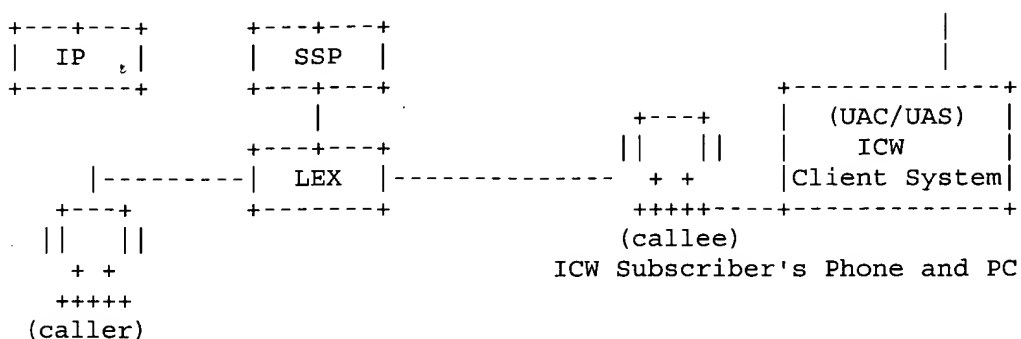 IP SSP
(UAC/UAS)
ICW
LEX Client System
(callee)
ICW Subscriber's Phone and PC
(caller)